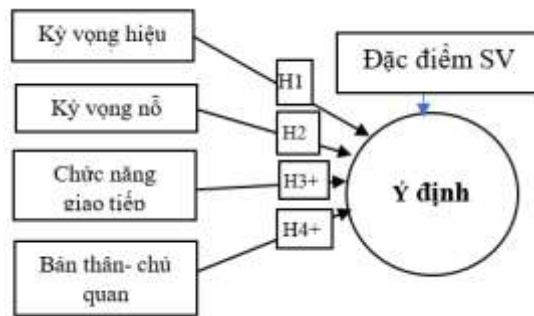 Kỳ vọng hiệu
Đặc điểm SV
H1
Kỳ vọng nỗ
H2
Chức năng
giao tiếp
H3+
Ý định
H4+
Bản thân- chủ
quan